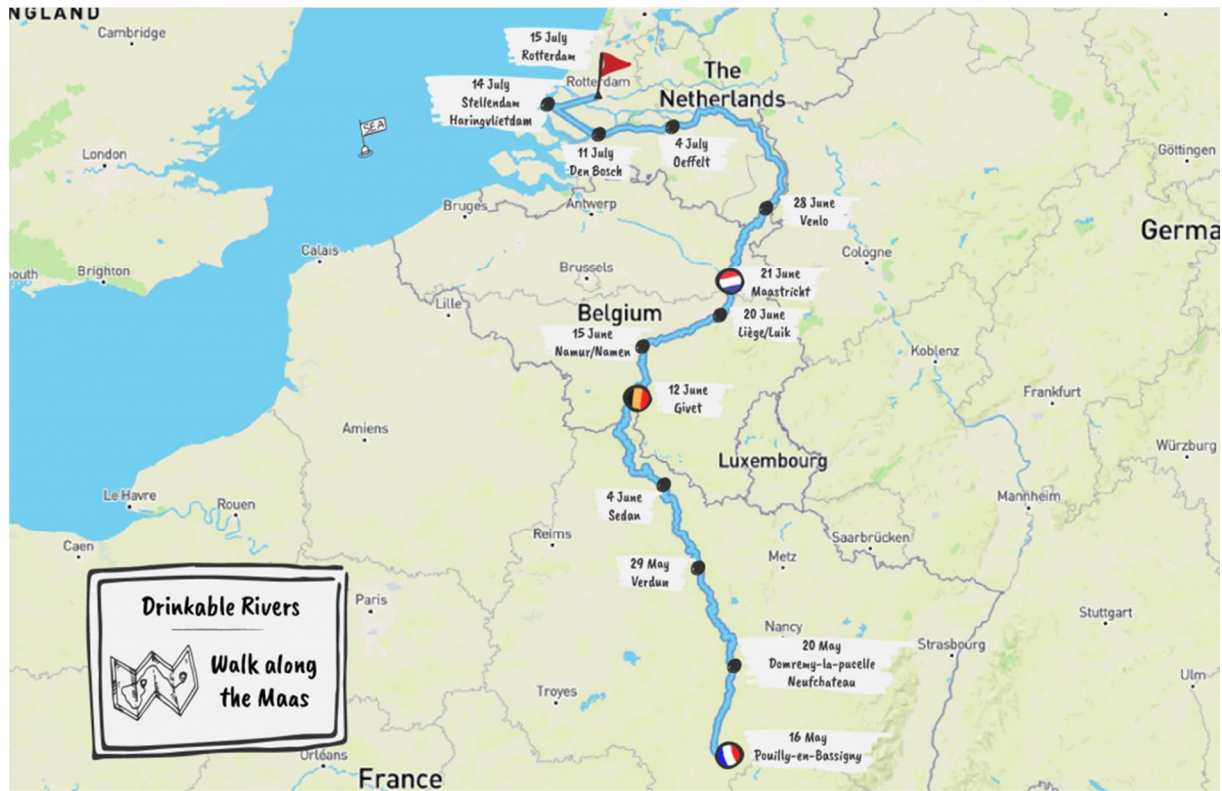 NGLAND
Cambridge
15 July
Rotterdam
Rotterdam
14 July
Stellendam
Haringvlietdam
The
Netherlands
SEA
London
11 July
Den Bosch
4 July
Oeffelt
Göttingen
Bruges
Antwerp
28 June
Venlo
Germa
Calais
Cologne
outh
Brighton
Brussels
21 June
Maastricht
Lille
Belgium
20 June
Liège/Luik
15 June
Namur/Namen
Koblenz
12 June
Givet
Frankfurt
Amiens
Würzburg
Luxembourg
Le Havre
Rouen
4 June
Sedan
Mannheim
Reims
Saarbrücken
Caen
Metz
29 May
Verdun
Drinkable Rivers
Walk along
the Maas
Paris
Stuttgart
Nancy
Strasbourg
20 May
Domremy-la-pucelle
Neufchateau
Troyes
Ulm
16 May
Pouilly-en-Bassigny
Orléans
France